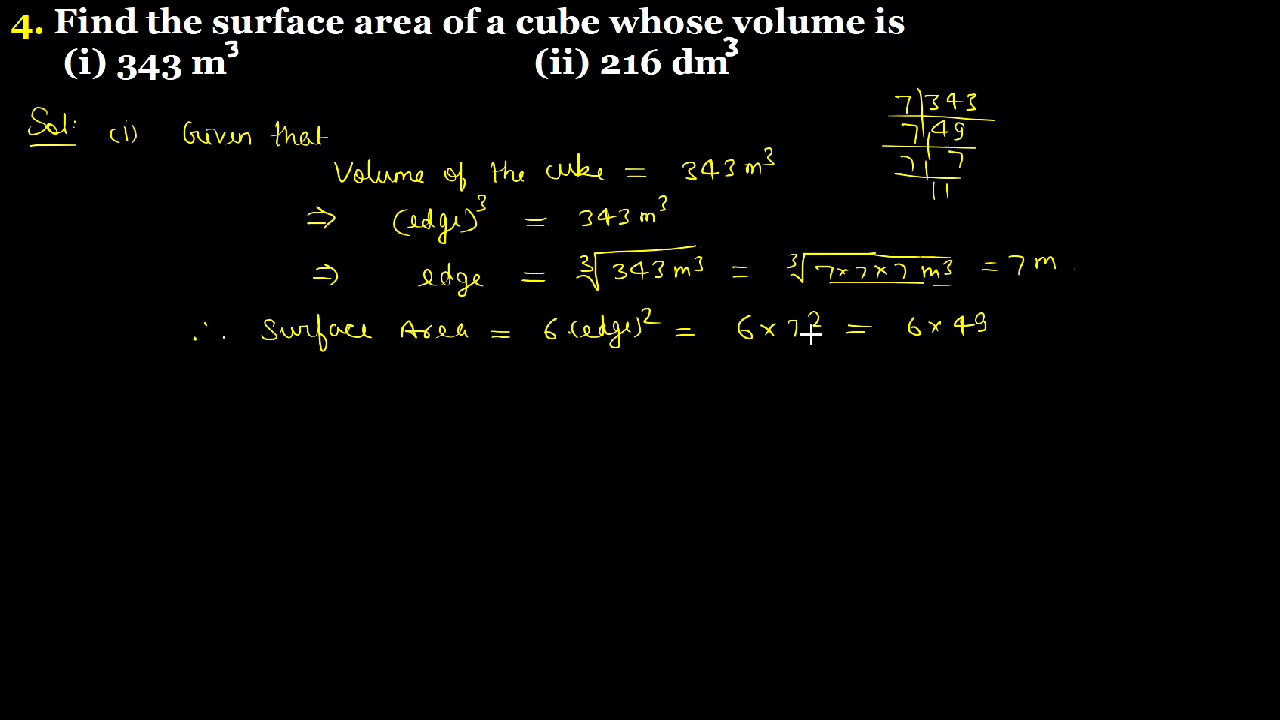 4. Find the surface area of a cube whose volume is
(i) 343 m³ (ii) 216 dm³
7 | 343
7 | 49
7 | 7
11
Sol: (i) Given that
Volume of the cube = 343 m³
⇒ (edge)³ = 343 m³
⇒ edge = ∛343 m³ = ∛7×7×7 m³ = 7 m
∴ Surface Area = 6 (edge)² = 6 × 7² = 6 × 49